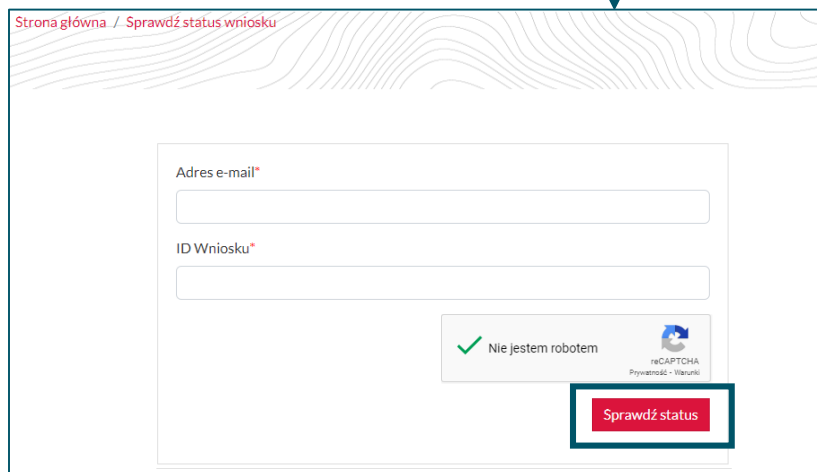 Strona główna / Sprawdź status wniosku
Adres e-mail*
ID Wniosku*
Nie jestem robotem
reCAPTCHA
Prywatność - Warunki
Sprawdź status